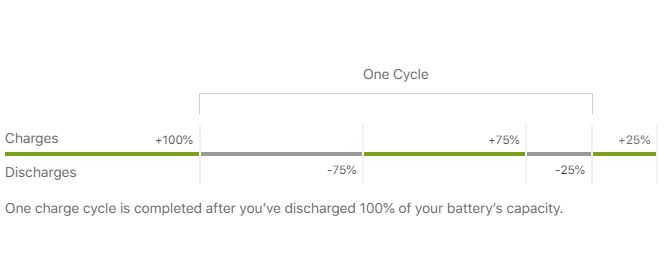 One Cycle
Charges +100% +75% +25%
Discharges -75% -25%
One charge cycle is completed after you’ve discharged 100% of your battery’s capacity.